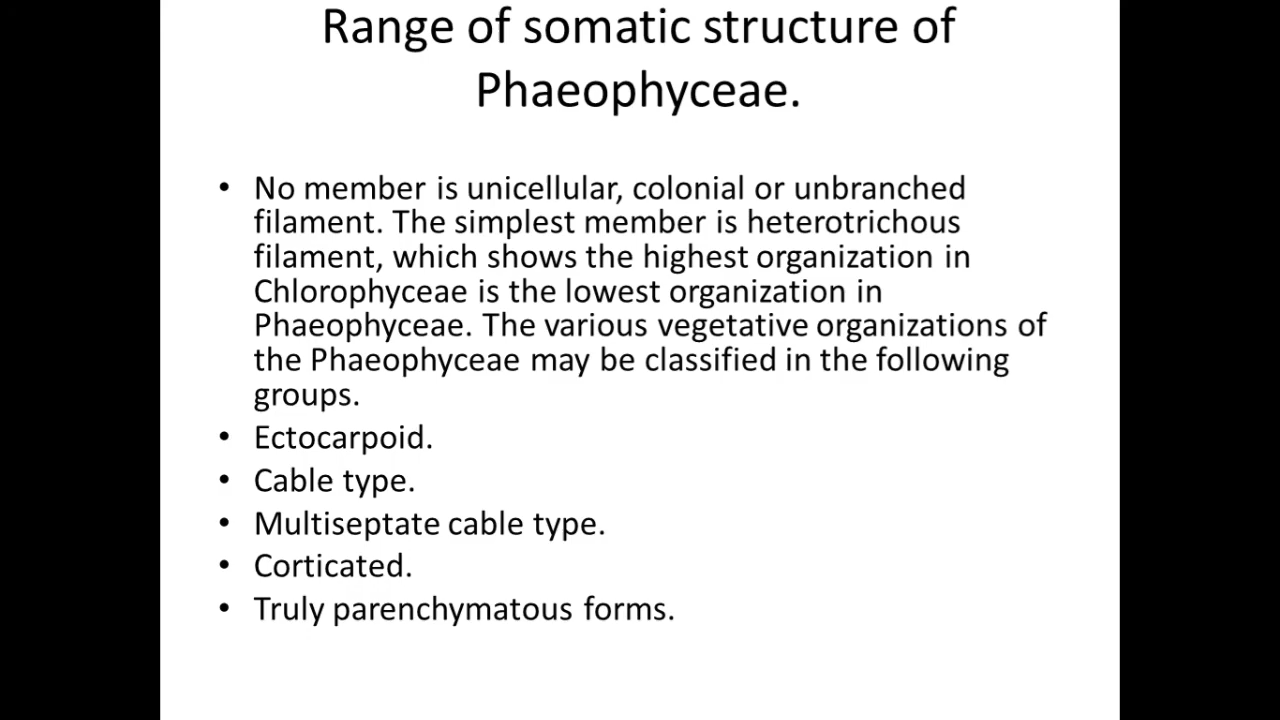 Range of somatic structure of
Phaeophyceae.
• No member is unicellular, colonial or unbranched
filament. The simplest member is heterotrichous
filament, which shows the highest organization in
Chlorophyceae is the lowest organization in
Phaeophyceae. The various vegetative organizations of
the Phaeophyceae may be classified in the following
groups.
• Ectocarpoid.
• Cable type.
• Multiseptate cable type.
• Corticated.
• Truly parenchymatous forms.